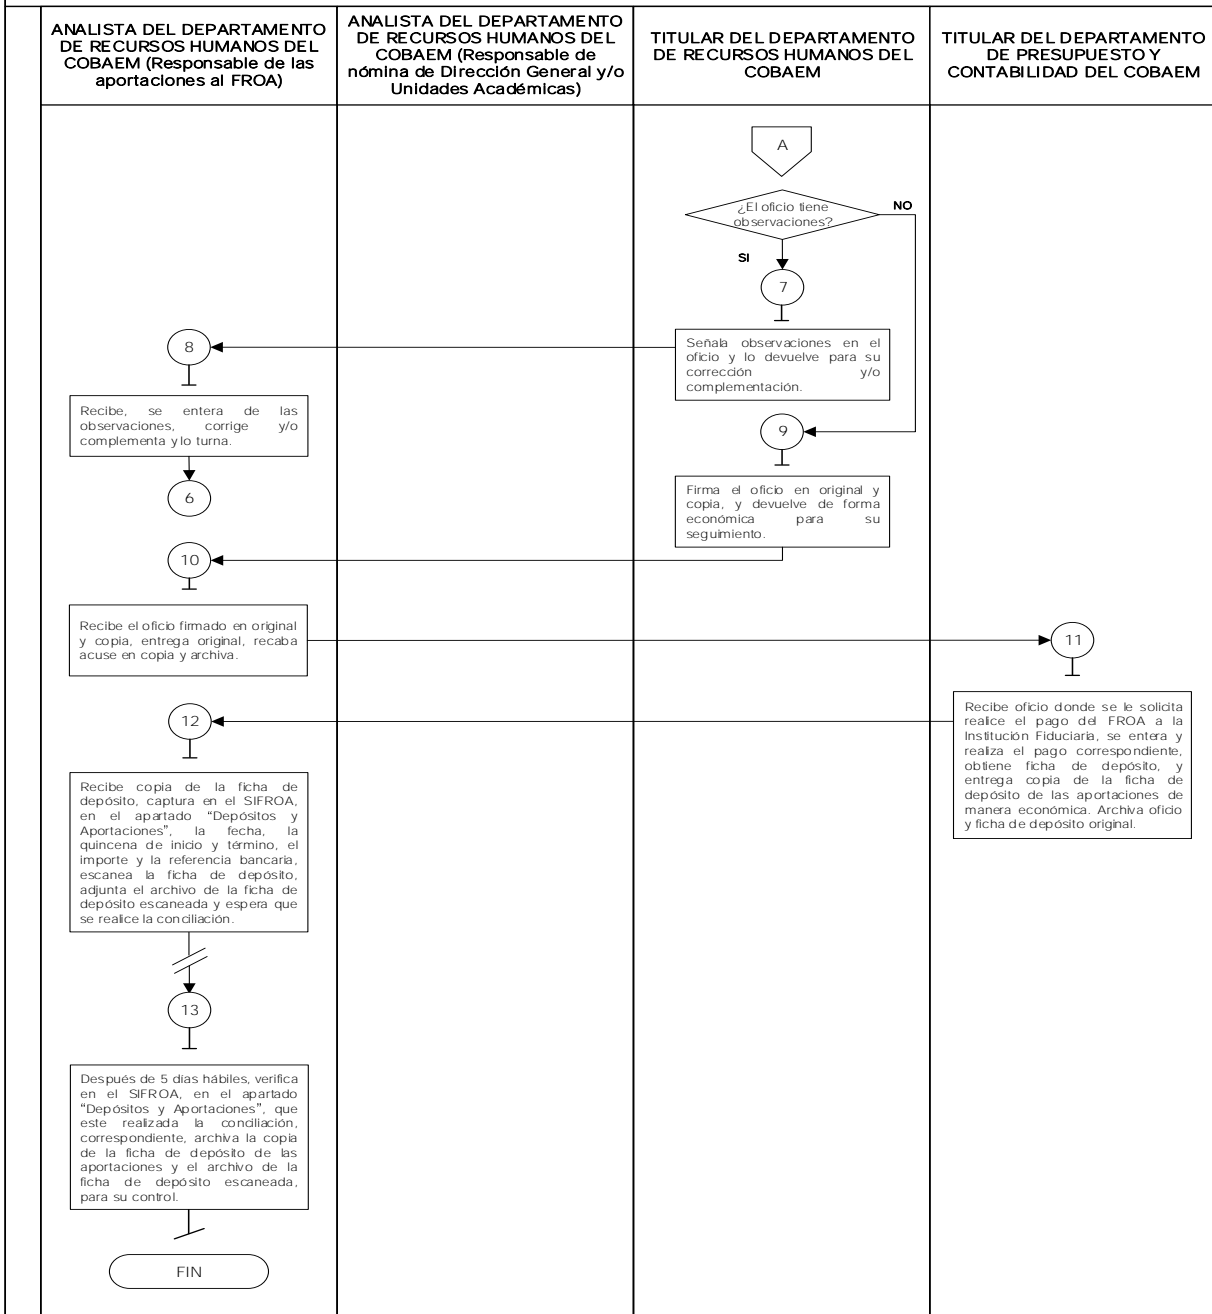 ANALISTA DEL DEPARTAMENTO
DE RECURSOS HUMANOS DEL
COBAEM (Responsable de las
aportaciones al FROA)
ANALISTA DEL DEPARTAMENTO
DE RECURSOS HUMANOS DEL
COBAEM (Responsable de
nómina de Dirección General y/o
Unidades Académicas)
TITULAR DEL DEPARTAMENTO
DE RECURSOS HUMANOS DEL
COBAEM
TITULAR DEL DEPARTAMENTO
DE PRESUPUESTO Y
CONTABILIDAD DEL COBAEM
A
¿El oficio tiene
observaciones?
NO
SI
7
Señala observaciones en el
oficio y lo devuelve para su
corrección y/o
complementación.
8
Recibe, se entera de las
observaciones, corrige y/o
complementa y lo turna.
6
9
Firma el oficio en original y
copia, y devuelve de forma
económica para su
seguimiento.
10
Recibe el oficio firmado en original
y copia, entrega original, recaba
acuse en copia y archiva.
11
Recibe oficio donde se le solicita
realice el pago del FROA a la
Institución Fiduciaria, se entera y
realiza el pago correspondiente,
obtiene ficha de depósito, y
entrega copia de la ficha de
depósito de las aportaciones de
manera económica. Archiva oficio
y ficha de depósito original.
12
Recibe copia de la ficha de
depósito, captura en el SIFROA,
en el apartado “Depósitos y
Aportaciones”, la fecha, la
quincena de inicio y término, el
importe y la referencia bancaria,
escanea la ficha de depósito,
adjunta el archivo de la ficha de
depósito escaneada y espera que
se realice la conciliación.
13
Después de 5 días hábiles, verifica
en el SIFROA, en el apartado
“Depósitos y Aportaciones”, que
este realizada la conciliación,
correspondiente, archiva la copia
de la ficha de depósito de las
aportaciones y el archivo de la
ficha de depósito escaneada,
para su control.
FIN